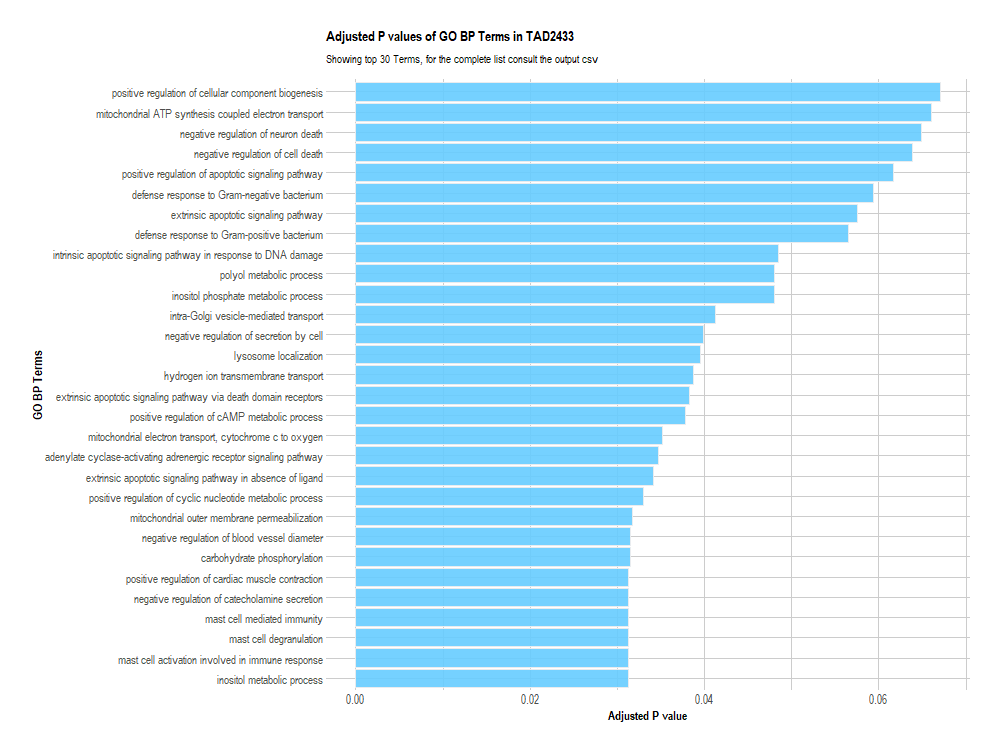 Adjusted P values of GO BP Terms in TAD2433
Showing top 30 Terms, for the complete list consult the output csv
positive regulation of cellular component biogenesis
mitochondrial ATP synthesis coupled electron transport
negative regulation of neuron death
negative regulation of cell death
positive regulation of apoptotic signaling pathway
defense response to Gram-negative bacterium
extrinsic apoptotic signaling pathway
defense response to Gram-positive bacterium
intrinsic apoptotic signaling pathway in response to DNA damage
polyol metabolic process
inositol phosphate metabolic process
intra-Golgi vesicle-mediated transport
negative regulation of secretion by cell
lysosome localization
hydrogen ion transmembrane transport
extrinsic apoptotic signaling pathway via death domain receptors
positive regulation of cAMP metabolic process
mitochondrial electron transport, cytochrome c to oxygen
adenylate cyclase-activating adrenergic receptor signaling pathway
extrinsic apoptotic signaling pathway in absence of ligand
positive regulation of cyclic nucleotide metabolic process
mitochondrial outer membrane permeabilization
negative regulation of blood vessel diameter
carbohydrate phosphorylation
positive regulation of cardiac muscle contraction
negative regulation of catecholamine secretion
mast cell mediated immunity
mast cell degranulation
mast cell activation involved in immune response
inositol metabolic process
GO BP Terms
0.00 0.02 0.04 0.06
Adjusted P value